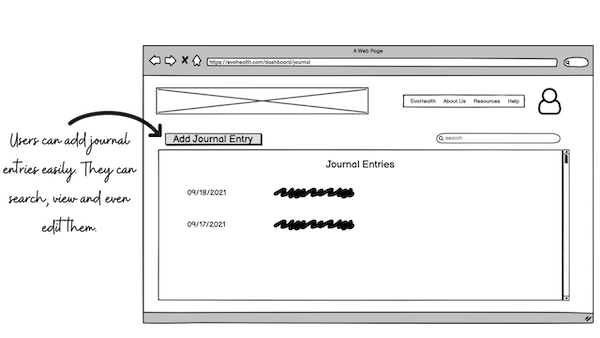 A Web Page
https://evohealth.com/dashboard/journal
EvoHealth About Us Resources Help
Add Journal Entry
search
Users can add journal
entries easily. They can
search, view and even
edit them.
Journal Entries
09/18/2021
09/17/2021